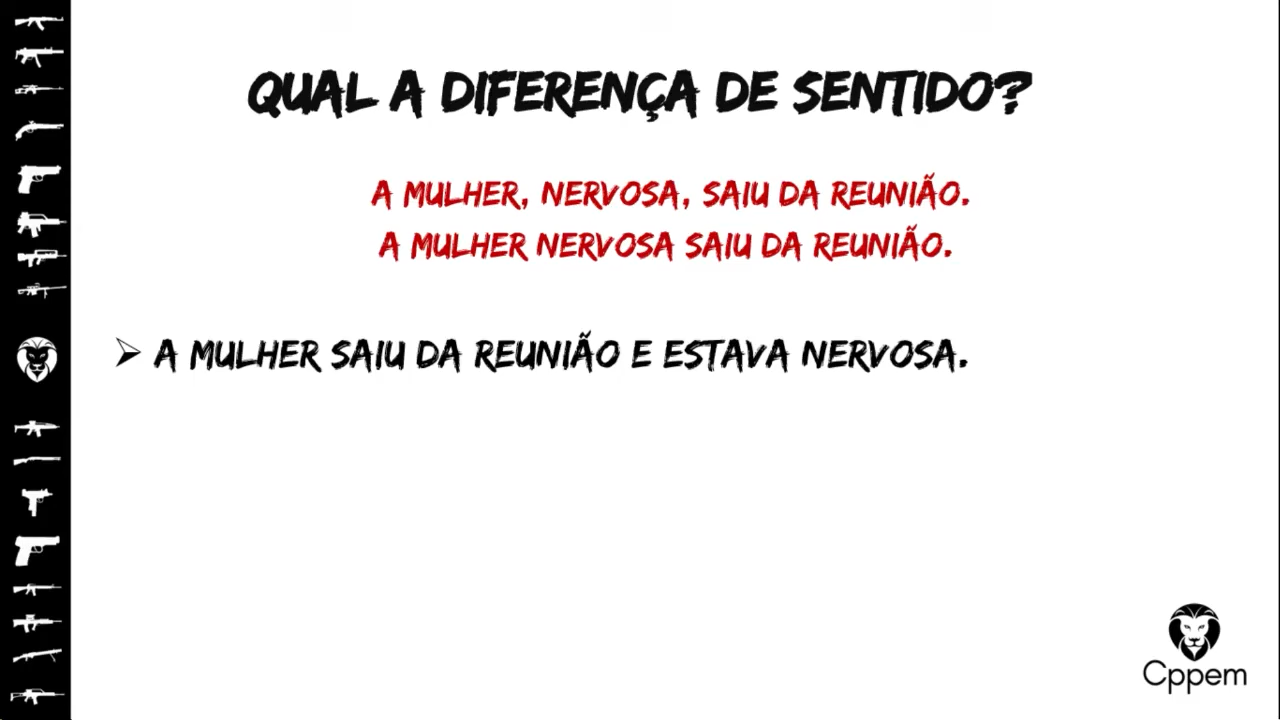 QUAL A DIFERENÇA DE SENTIDO?
A MULHER, NERVOSA, SAIU DA REUNIÃO.
A MULHER NERVOSA SAIU DA REUNIÃO.
➢ A MULHER SAIU DA REUNIÃO E ESTAVA NERVOSA.
Cppem